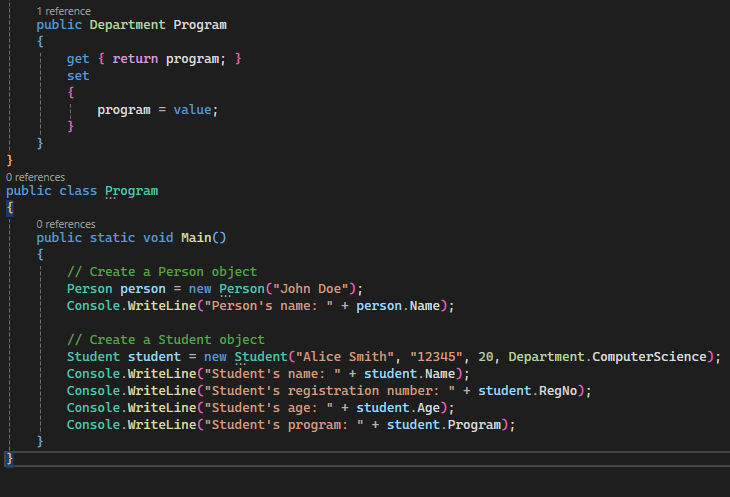 1 reference
public Department Program
{
get { return program; }
set
{
program = value;
}
}
}
0 references
public class Program
{
0 references
public static void Main()
{
// Create a Person object
Person person = new Person("John Doe");
Console.WriteLine("Person's name: " + person.Name);
// Create a Student object
Student student = new Student("Alice Smith", "12345", 20, Department.ComputerScience);
Console.WriteLine("Student's name: " + student.Name);
Console.WriteLine("Student's registration number: " + student.RegNo);
Console.WriteLine("Student's age: " + student.Age);
Console.WriteLine("Student's program: " + student.Program);
}
}